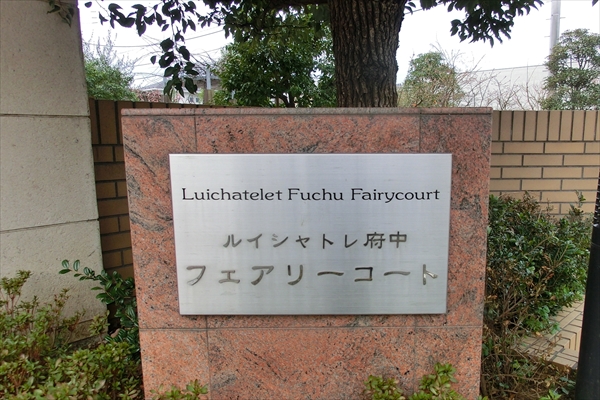 Luichatelet Fuchu Fairycourt
ルイシャトレ府中
フェアリーコート